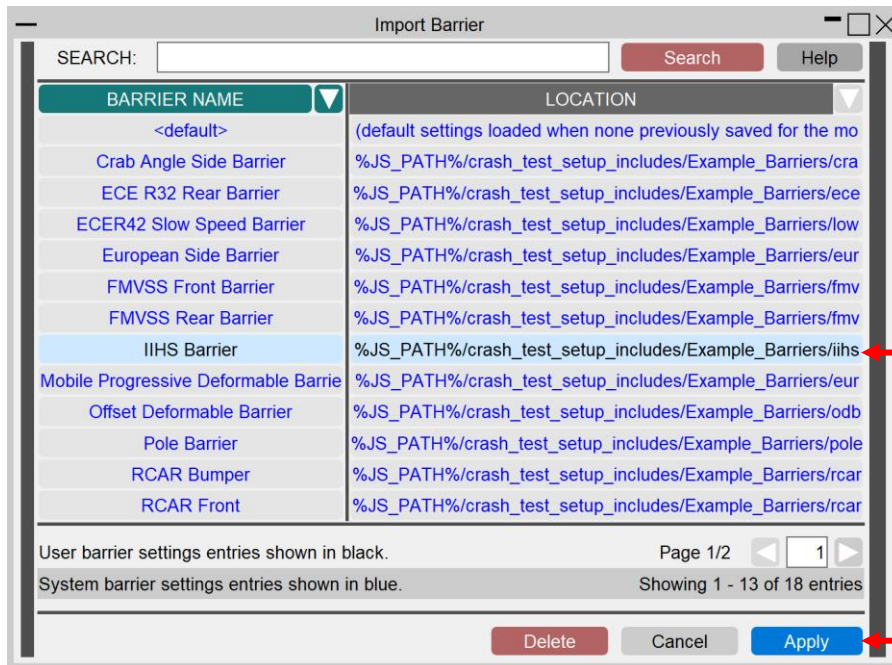 Import Barrier
SEARCH: Search Help
BARRIER NAME LOCATION
<default> (default settings loaded when none previously saved for the mo
Crab Angle Side Barrier %JS_PATH%/crash_test_setup_includes/Example_Barriers/cra
ECE R32 Rear Barrier %JS_PATH%/crash_test_setup_includes/Example_Barriers/ece
ECER42 Slow Speed Barrier %JS_PATH%/crash_test_setup_includes/Example_Barriers/low
European Side Barrier %JS_PATH%/crash_test_setup_includes/Example_Barriers/eur
FMVSS Front Barrier %JS_PATH%/crash_test_setup_includes/Example_Barriers/fmv
FMVSS Rear Barrier %JS_PATH%/crash_test_setup_includes/Example_Barriers/fmv
IIHS Barrier %JS_PATH%/crash_test_setup_includes/Example_Barriers/iihs
Mobile Progressive Deformable Barrie %JS_PATH%/crash_test_setup_includes/Example_Barriers/eur
Offset Deformable Barrier %JS_PATH%/crash_test_setup_includes/Example_Barriers/odb
Pole Barrier %JS_PATH%/crash_test_setup_includes/Example_Barriers/pole
RCAR Bumper %JS_PATH%/crash_test_setup_includes/Example_Barriers/rcar
RCAR Front %JS_PATH%/crash_test_setup_includes/Example_Barriers/rcar
User barrier settings entries shown in black. Page 1/2 1
System barrier settings entries shown in blue. Showing 1 - 13 of 18 entries
Delete Cancel Apply